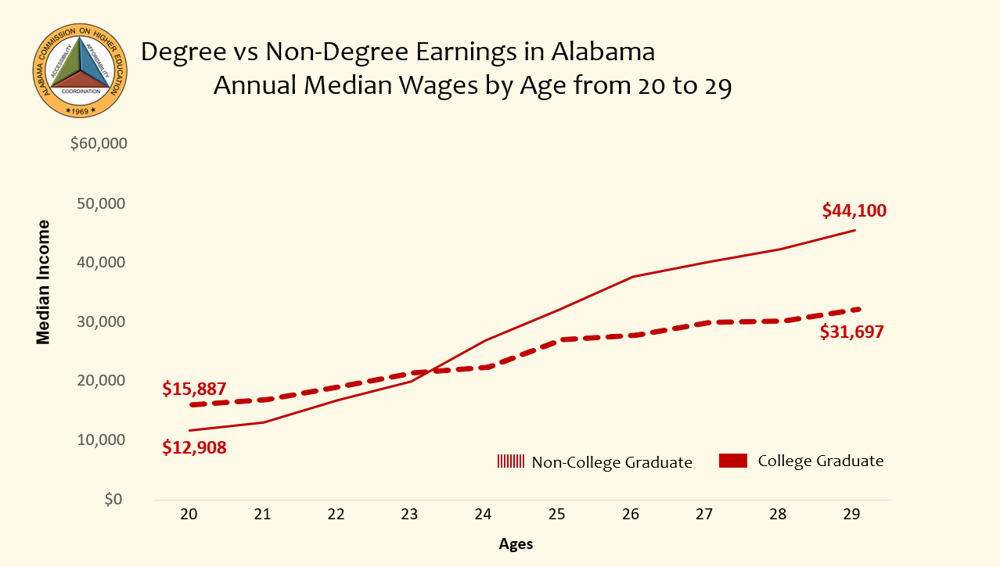 ALABAMA COMMISSION ON HIGHER EDUCATION
ACCESSIBILITY
AFFORDABILITY
COORDINATION
★1969★
Degree vs Non-Degree Earnings in Alabama
Annual Median Wages by Age from 20 to 29
$60,000
50,000
40,000
30,000
20,000
10,000
$0
Median Income
$44,100
$31,697
$15,887
$12,908
Non-College Graduate
College Graduate
20 21 22 23 24 25 26 27 28 29
Ages